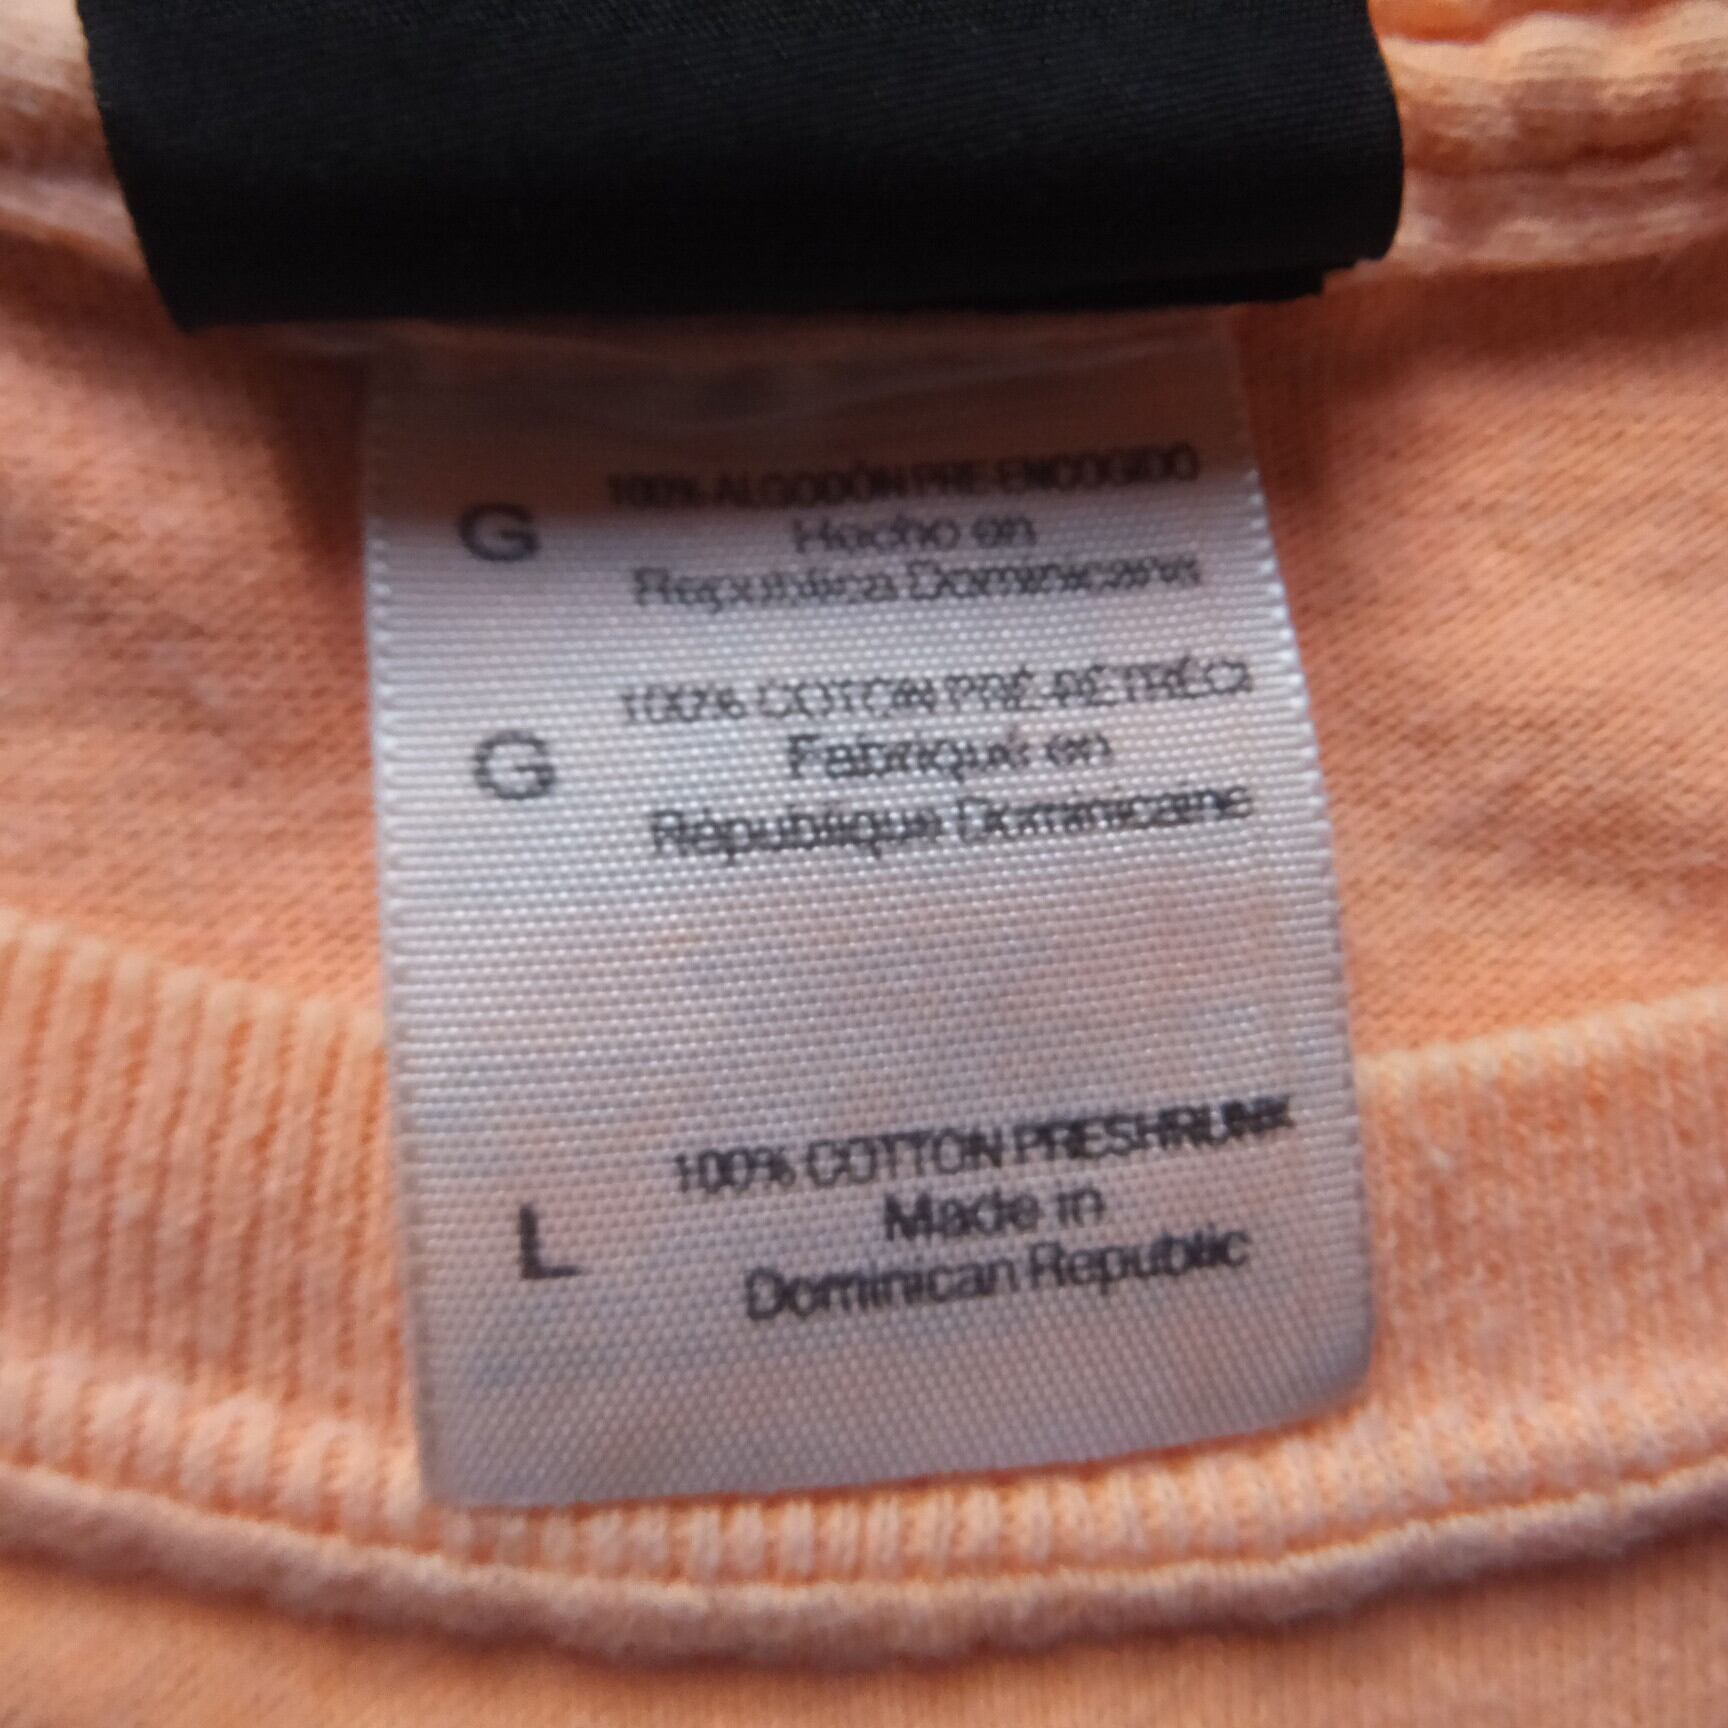 G
100% ALGODÓN PRE-ENCOGIDO
Hecho en
Republica Dominicana
G
100% COTON PRÉ-RÉTRÉCI
Fabriqué en
République Dominicaine
L
100% COTTON PRESHRUNK
Made in
Dominican Republic